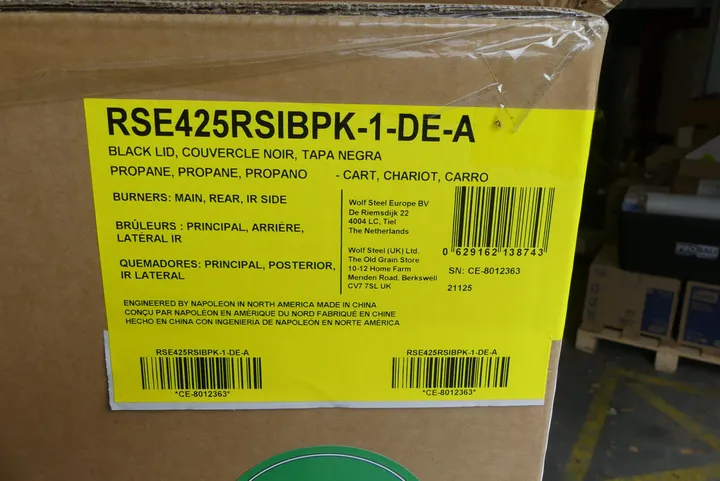 RSE425RSIBPK-1-DE-A
BLACK LID, COUVERCLE NOIR, TAPA NEGRA
PROPANE, PROPANE, PROPANO - CART, CHARIOT, CARRO
BURNERS: MAIN, REAR, IR SIDE
BRÛLEURS : PRINCIPAL, ARRIÈRE,
LATÉRAL IR
QUEMADORES: PRINCIPAL, POSTERIOR,
IR LATERAL
Wolf Steel Europe BV
De Riemsdijk 22
4004 LC, Tiel
The Netherlands
Wolf Steel (UK) Ltd.
The Old Grain Store
10-12 Home Farm
Meriden Road, Berkswell
CV7 7SL UK
0 629162 138743
SN: CE-8012363
21125
ENGINEERED BY NAPOLEON IN NORTH AMERICA MADE IN CHINA
CONÇU PAR NAPOLÉON EN AMÉRIQUE DU NORD FABRIQUÉ EN CHINE
HECHO EN CHINA CON INGENIERIA DE NAPOLEÓN EN NORTE AMÉRICA
RSE425RSIBPK-1-DE-A
*CE-8012363*
RSE425RSIBPK-1-DE-A
*CE-8012363*